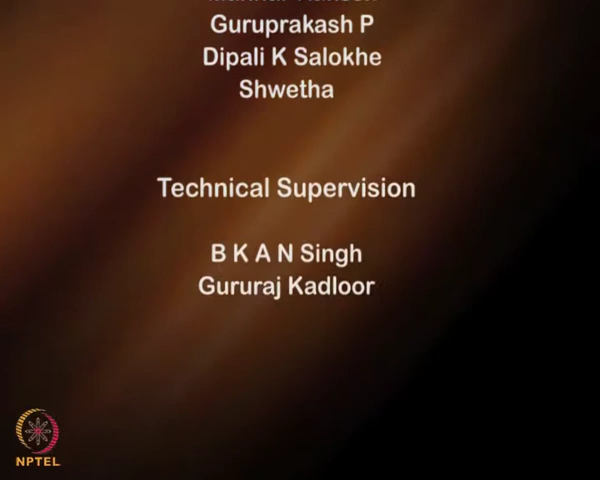 Guruprakash P
Dipali K Salokhe
Shwetha
Technical Supervision
B K A N Singh
Gururaj Kadloor
NPTEL